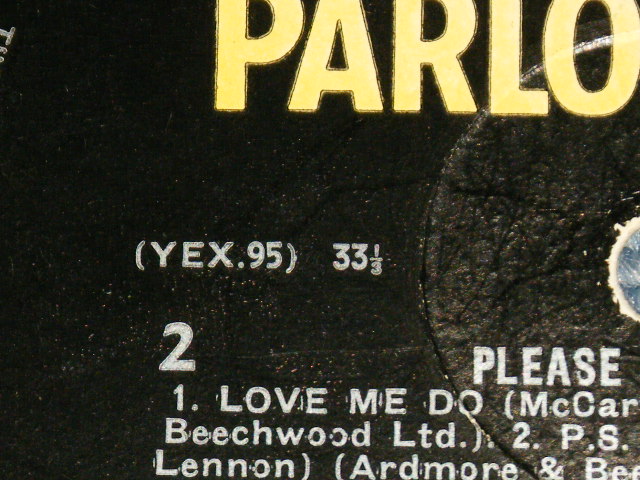 PARLO
(YEX.95) 33⅓
2
PLEASE
1. LOVE ME DO (McCar
Beechwood Ltd.). 2. P.S.
Lennon) (Ardmore & Bee